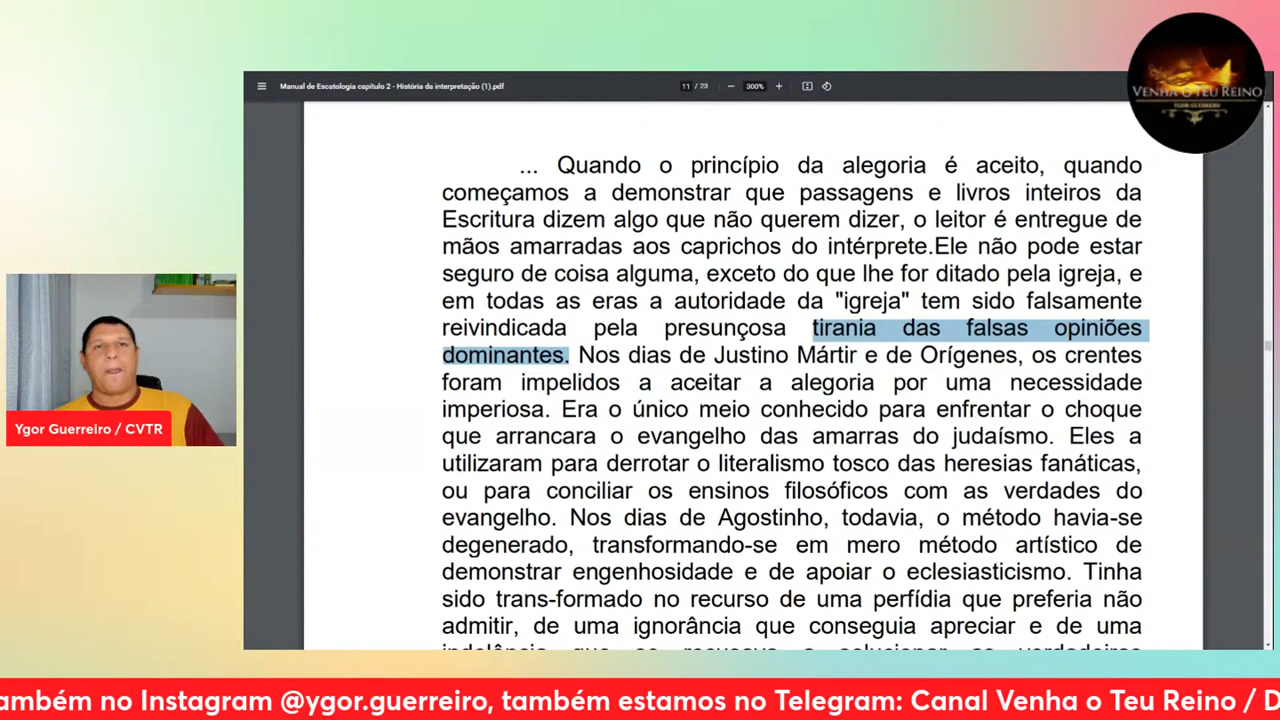 Manual de Escatologia capitulo 2 - História da interpretação (1).pdf
11 / 23
300%
VENHA O TEU REINO
YGOR GUERREIRO
... Quando o princípio da alegoria é aceito, quando
começamos a demonstrar que passagens e livros inteiros da
Escritura dizem algo que não querem dizer, o leitor é entregue de
mãos amarradas aos caprichos do intérprete.Ele não pode estar
seguro de coisa alguma, exceto do que lhe for ditado pela igreja, e
em todas as eras a autoridade da "igreja" tem sido falsamente
reivindicada pela presunçosa tirania das falsas opiniões
dominantes. Nos dias de Justino Mártir e de Orígenes, os crentes
foram impelidos a aceitar a alegoria por uma necessidade
imperiosa. Era o único meio conhecido para enfrentar o choque
que arrancara o evangelho das amarras do judaísmo. Eles a
utilizaram para derrotar o literalismo tosco das heresias fanáticas,
ou para conciliar os ensinos filosóficos com as verdades do
evangelho. Nos dias de Agostinho, todavia, o método havia-se
degenerado, transformando-se em mero método artístico de
demonstrar engenhosidade e de apoiar o eclesiasticismo. Tinha
sido trans-formado no recurso de uma perfídia que preferia não
admitir, de uma ignorância que conseguia apreciar e de uma
Ygor Guerreiro / CVTR
ambém no Instagram @ygor.guerreiro, também estamos no Telegram: Canal Venha o Teu Reino / D